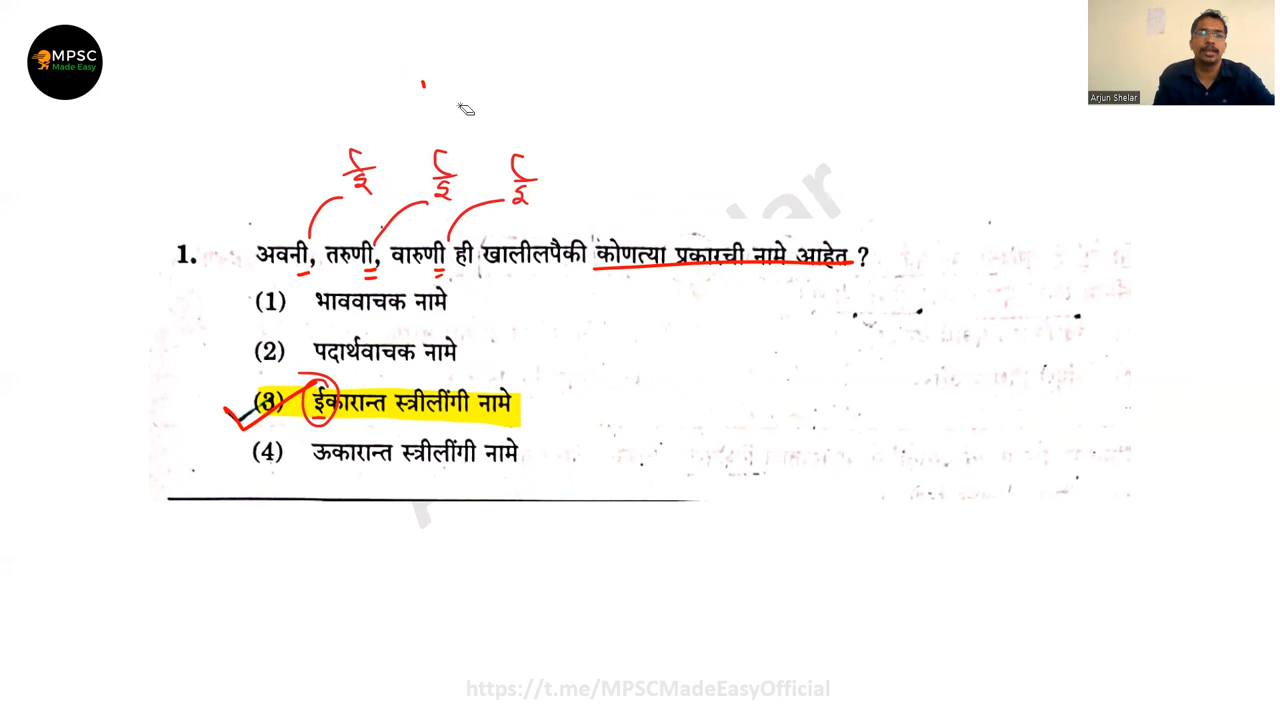 MPSC
Made Easy
Arjun Shelar
ई ई ई
1. अवनी, तरुणी, वारुणी ही खालीलपैकी कोणत्या प्रकारची नामे आहेत ?
(1) भाववाचक नामे
(2) पदार्थवाचक नामे
(3) ईकारान्त स्त्रीलींगी नामे
(4) ऊकारान्त स्त्रीलींगी नामे
https://t.me/MPSCMadeEasyOfficial